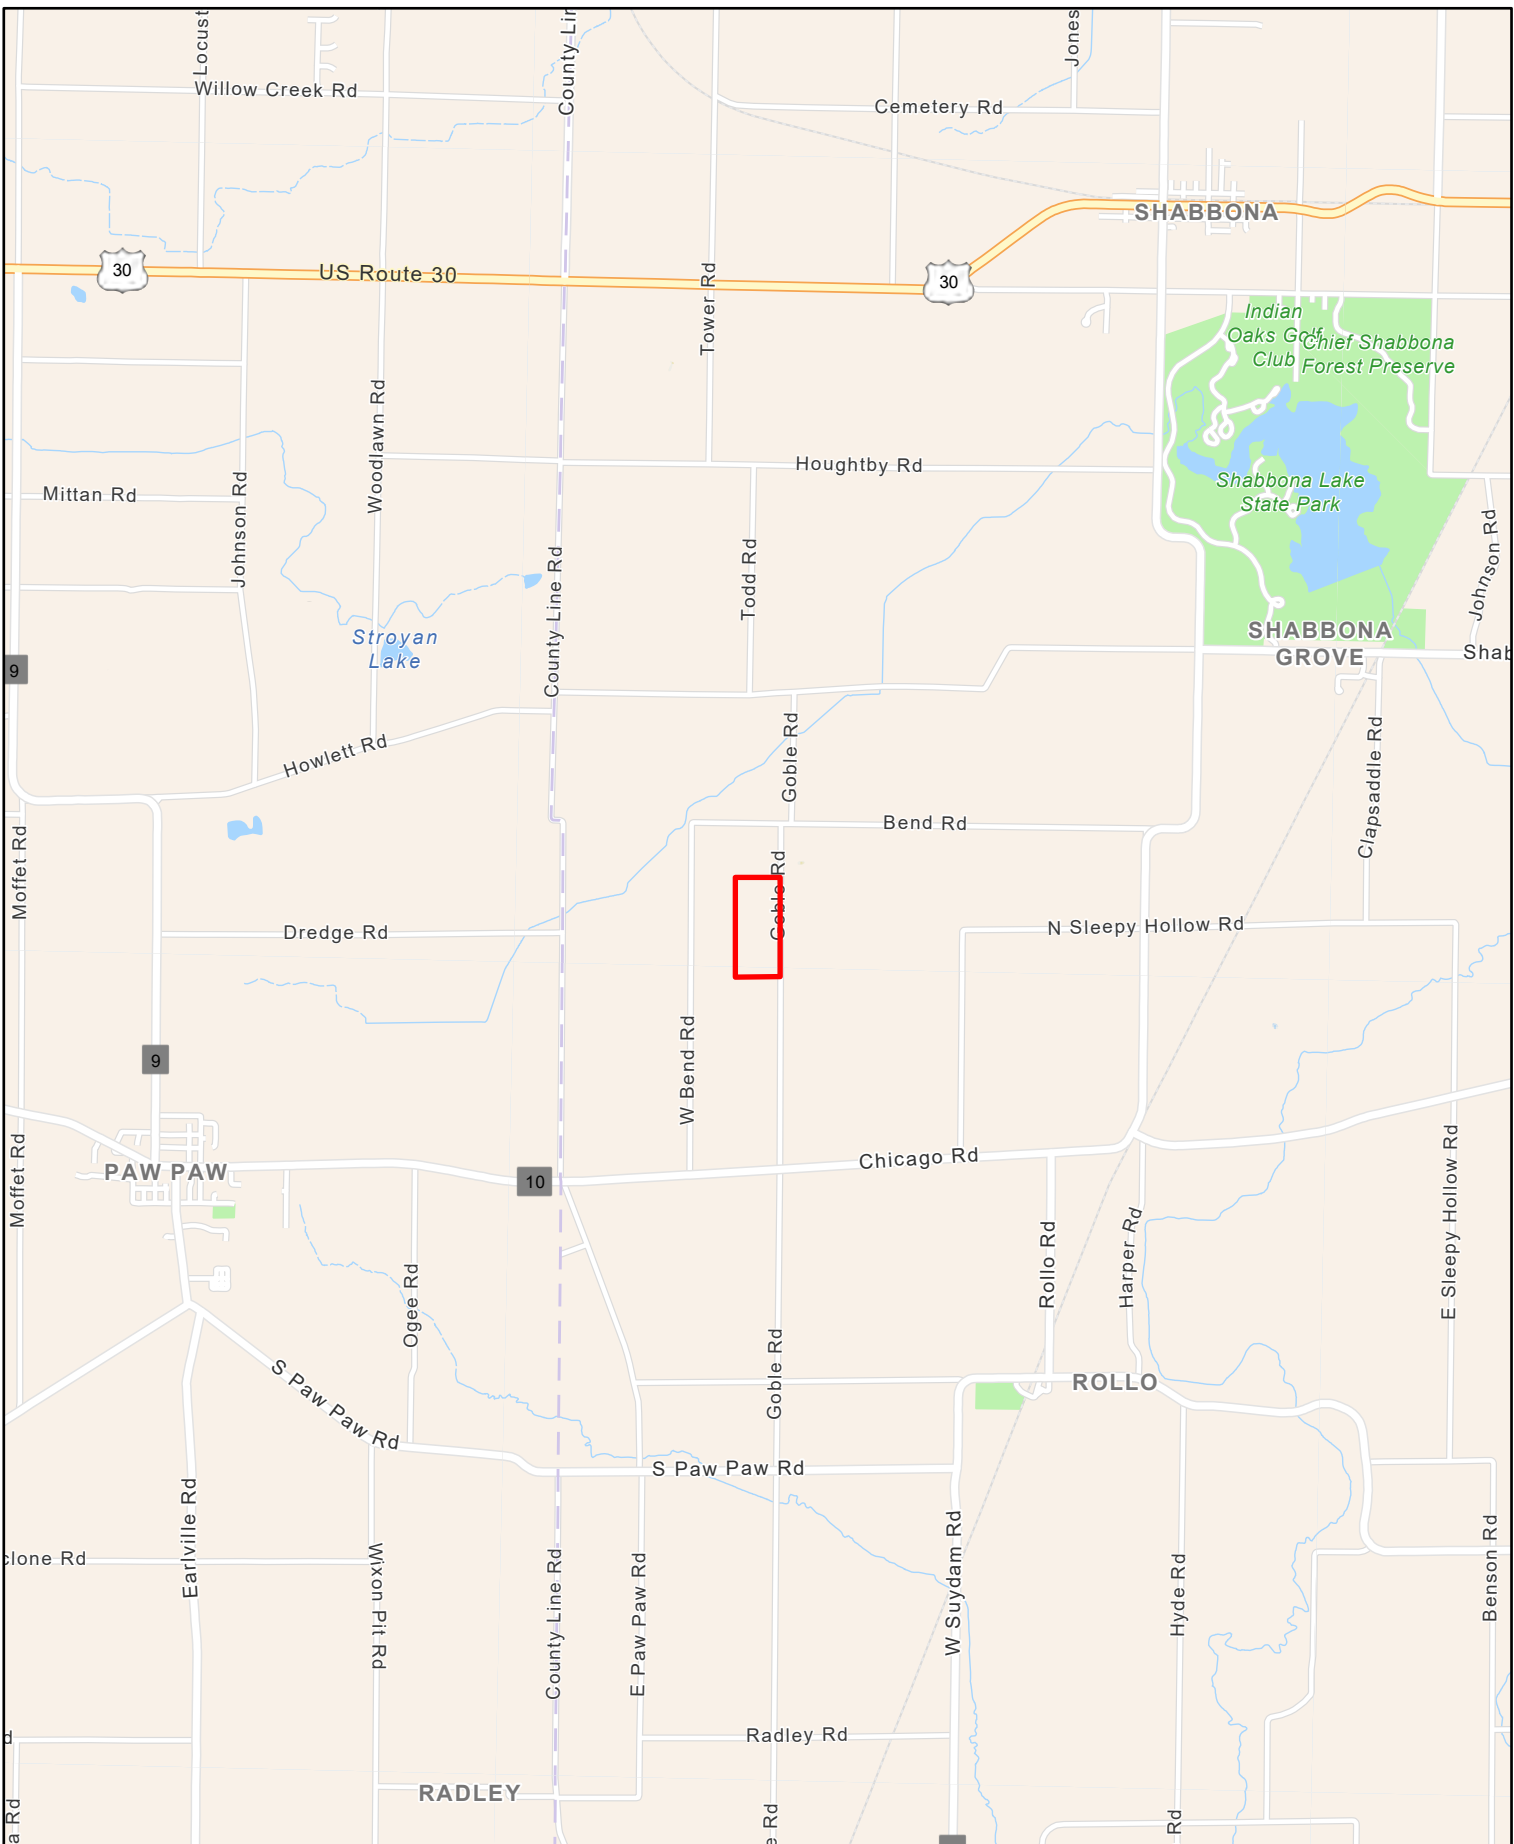 Locust
County Lin
Jones
Willow Creek Rd
Cemetery Rd
SHABBONA
30
US Route 30
30
Tower Rd
Indian
Oaks Golf
Club
Chief Shabbona
Forest Preserve
Woodlawn Rd
Houghtby Rd
Mittan Rd
Johnson Rd
Shabbona Lake
State Park
Johnson Rd
Todd Rd
County Line Rd
Stroyan
Lake
SHABBONA
GROVE
Shab
9
Goble Rd
Howlett Rd
Clapsaddle Rd
Bend Rd
Moffet Rd
Goble Rd
Dredge Rd
N Sleepy Hollow Rd
9
W Bend Rd
Moffet Rd
PAW PAW
Chicago Rd
10
E Sleepy Hollow Rd
Rollo Rd
Harper Rd
Ogee Rd
Goble Rd
S Paw Paw Rd
ROLLO
S Paw Paw Rd
Earlville Rd
clone Rd
Wixon Pit Rd
County Line Rd
E Paw Paw Rd
W Suydam Rd
Hyde Rd
Benson Rd
d
Radley Rd
RADLEY
a Rd
e Rd
Rd